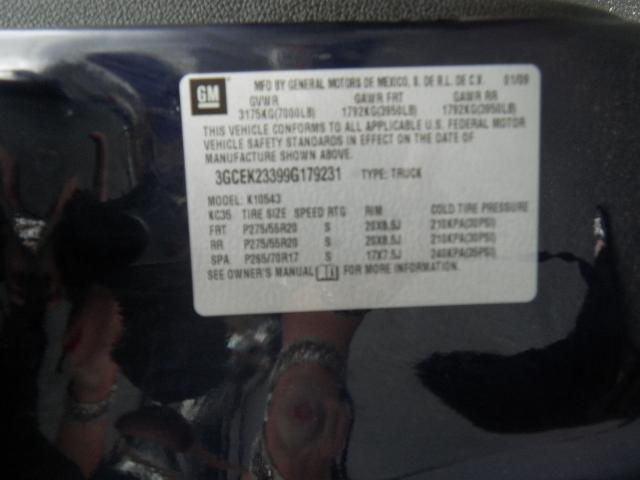 GM
MFD BY GENERAL MOTORS DE MEXICO, S. DE R.L. DE C.V. 01/09
GVWR GAWR FRT GAWR RR
3175KG(7000LB) 1792KG(3950LB) 1792KG(3950LB)
THIS VEHICLE CONFORMS TO ALL APPLICABLE U.S. FEDERAL MOTOR
VEHICLE SAFETY STANDARDS IN EFFECT ON THE DATE OF
MANUFACTURE SHOWN ABOVE.
3GCEK23399G179231 TYPE: TRUCK
MODEL: K10543
KC35 TIRE SIZE SPEED RTG RIM COLD TIRE PRESSURE
FRT P275/55R20 S 20X8.5J 210KPA(30PSI)
RR P275/55R20 S 20X8.5J 210KPA(30PSI)
SPA P265/70R17 S 17X7.5J 240KPA(35PSI)
SEE OWNER'S MANUAL FOR MORE INFORMATION.